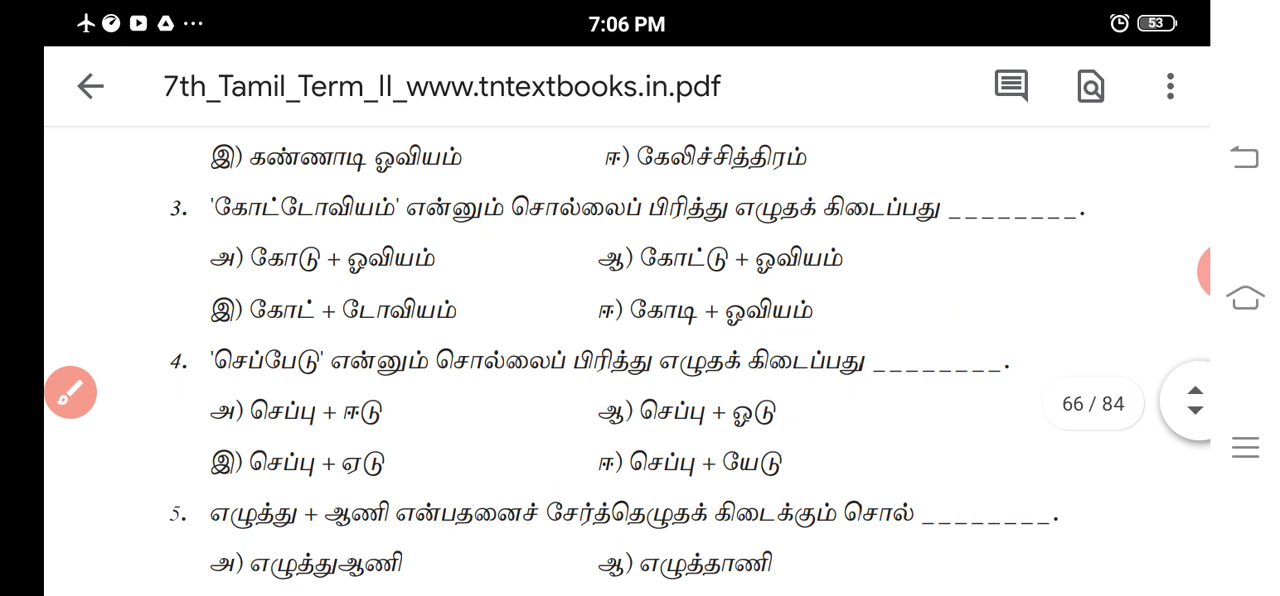 7:06 PM
53
7th_Tamil_Term_II_www.tntextbooks.in.pdf
இ) கண்ணாடி ஓவியம் ஈ) கேலிச்சித்திரம்
3. 'கோட்டோவியம்' என்னும் சொல்லைப் பிரித்து எழுதக் கிடைப்பது ________.
அ) கோடு + ஓவியம் ஆ) கோட்டு + ஓவியம்
இ) கோட் + டோவியம் ஈ) கோடி + ஓவியம்
4. 'செப்பேடு' என்னும் சொல்லைப் பிரித்து எழுதக் கிடைப்பது ________.
அ) செப்பு + ஈடு ஆ) செப்பு + ஓடு
66 / 84
இ) செப்பு + ஏடு ஈ) செப்பு + யேடு
5. எழுத்து + ஆணி என்பதனைச் சேர்த்தெழுதக் கிடைக்கும் சொல் ________.
அ) எழுத்துஆணி ஆ) எழுத்தாணி